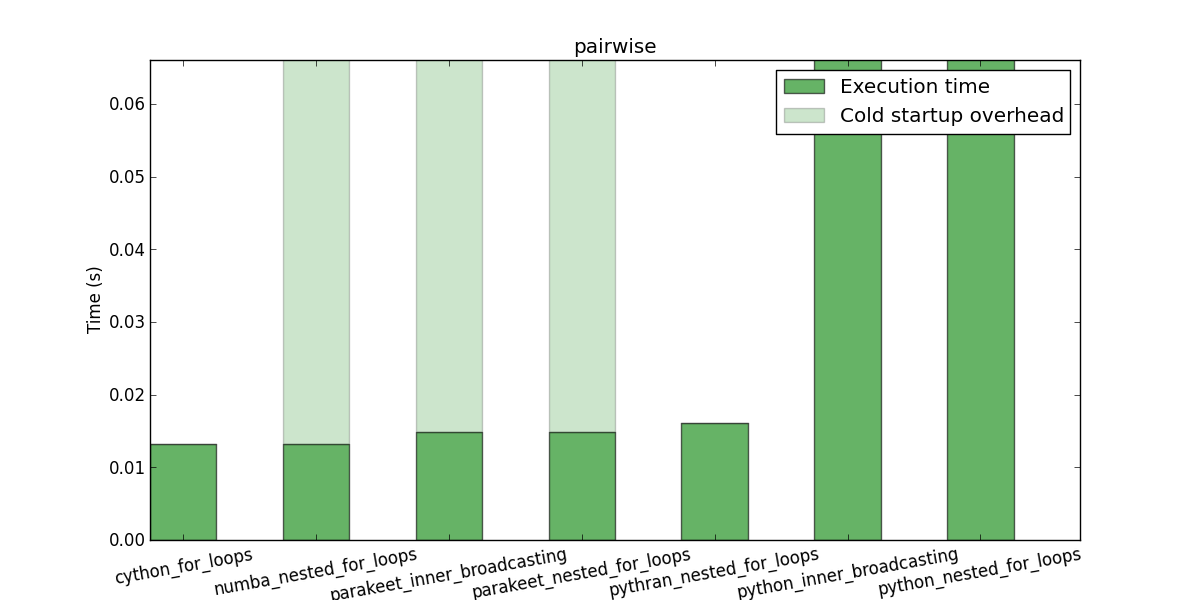 pairwise
Execution time
Cold startup overhead
Time (s)
0.06
0.05
0.04
0.03
0.02
0.01
0.00
cython_for_loops
numba_nested_for_loops
parakeet_inner_broadcasting
parakeet_nested_for_loops
pythran_nested_for_loops
python_inner_broadcasting
python_nested_for_loops